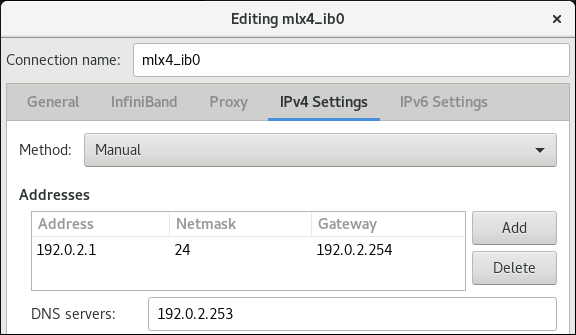 Editing mlx4_ib0
Connection name: mlx4_ib0
General InfiniBand Proxy IPv4 Settings IPv6 Settings
Method: Manual
Addresses
Address Netmask Gateway
192.0.2.1 24 192.0.2.254
Add
Delete
DNS servers: 192.0.2.253